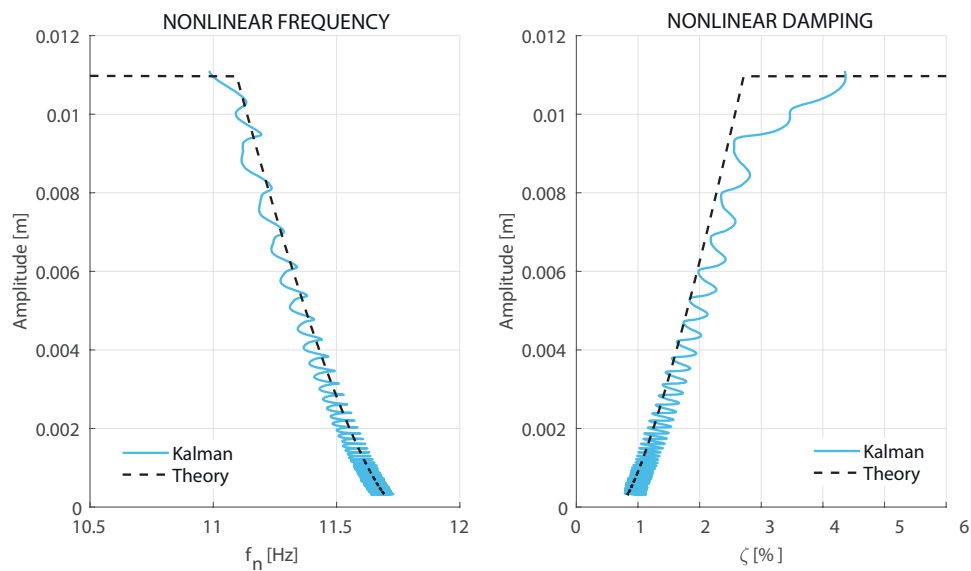 NONLINEAR FREQUENCY
0.012
0.01
0.008
0.006
0.004
0.002
0
Amplitude [m]
Kalman
Theory
10.5 11 11.5 12
f_n [Hz]
NONLINEAR DAMPING
0.012
0.01
0.008
0.006
0.004
0.002
0
Amplitude [m]
Kalman
Theory
0 1 2 3 4 5 6
ζ [% ]